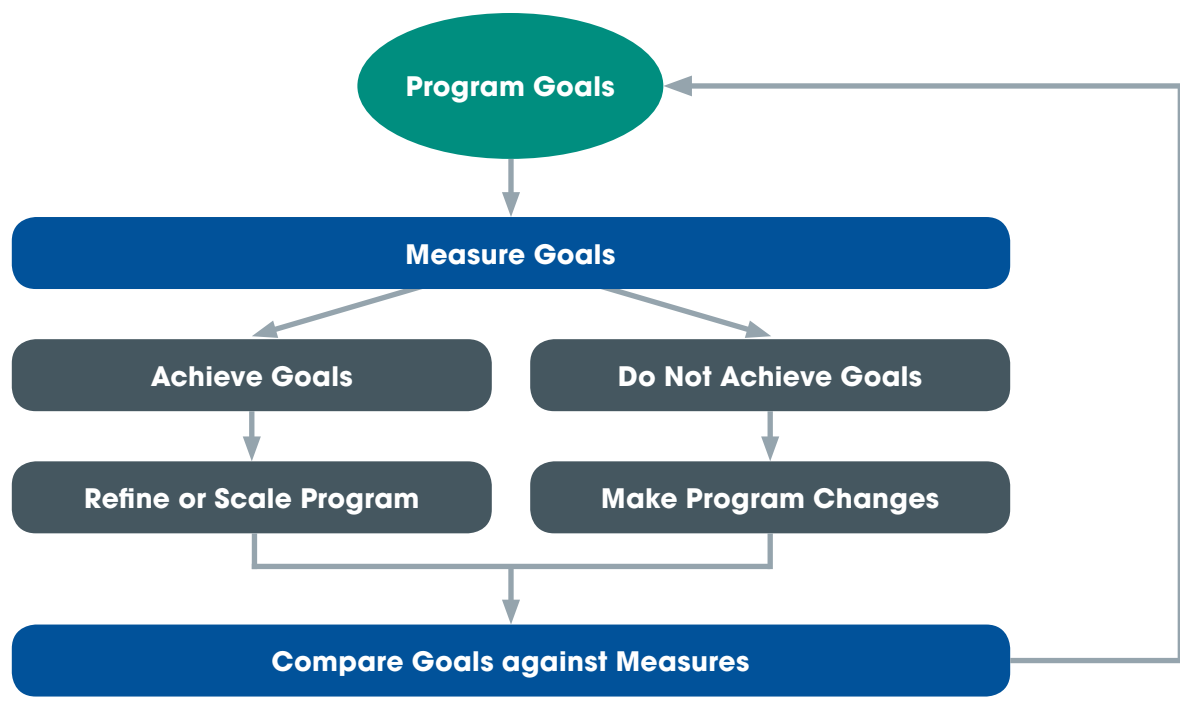 Program Goals
Measure Goals
Achieve Goals
Do Not Achieve Goals
Refine or Scale Program
Make Program Changes
Compare Goals against Measures